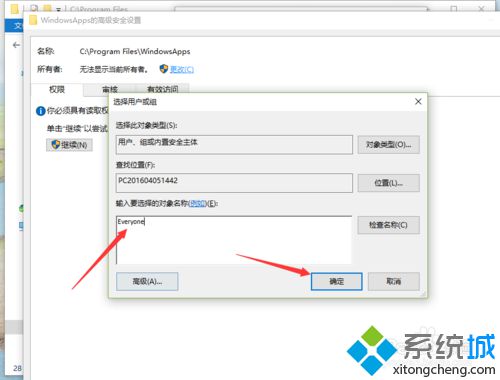 C:\Program Files
WindowsApps的高级安全设置
名称: C:\Program Files\WindowsApps
所有者: 无法显示当前所有者。 更改(C)
权限 审核 有效访问
你必须具有读取权
单击“继续”以尝试
继续(N)
选择用户或组
选择此对象类型(S):
用户、组或内置安全主体
对象类型(O)...
查找位置(F):
PC201604051442
位置(L)...
输入要选择的对象名称(例如)(E):
Everyone
检查名称(C)
高级(A)...
确定
取消
28
系统城